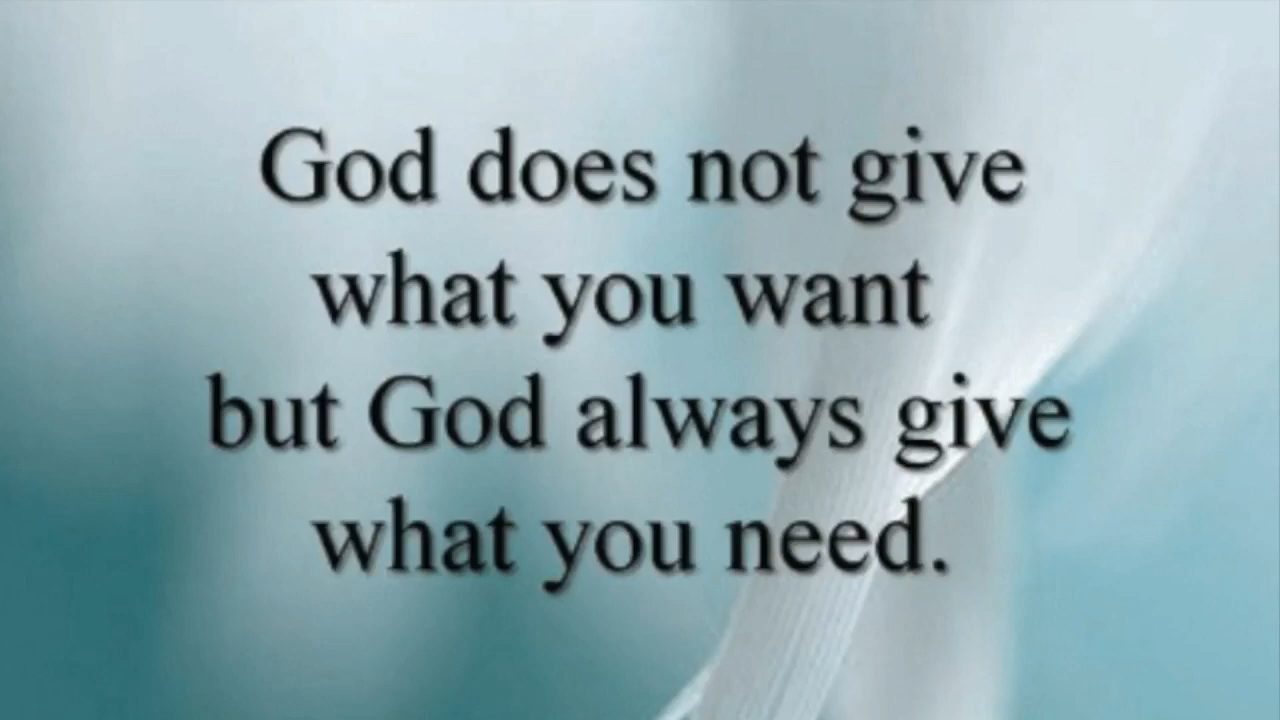 God does not give
what you want
but God always give
what you need.